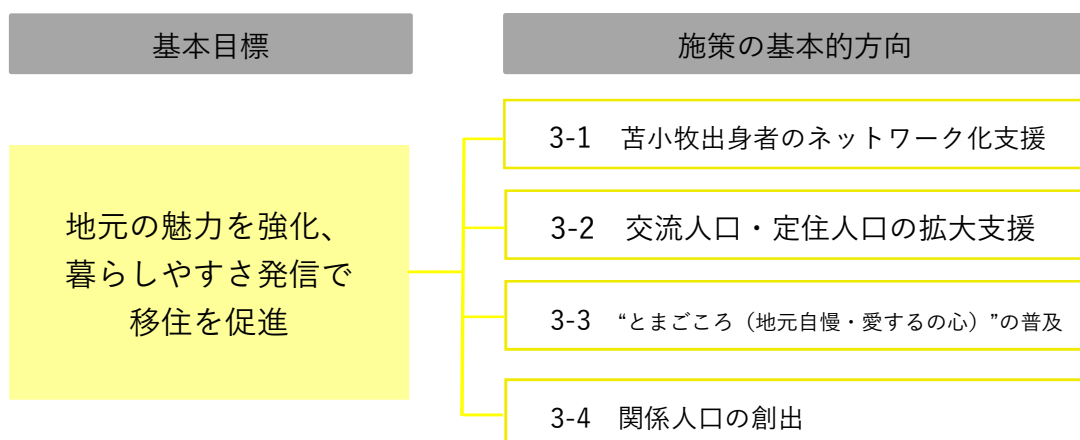 基本目標
施策の基本的方向
地元の魅力を強化、
暮らしやすさ発信で
移住を促進
3-1 苫小牧出身者のネットワーク化支援
3-2 交流人口・定住人口の拡大支援
3-3 “とまごころ（地元自慢・愛するの心）”の普及
3-4 関係人口の創出